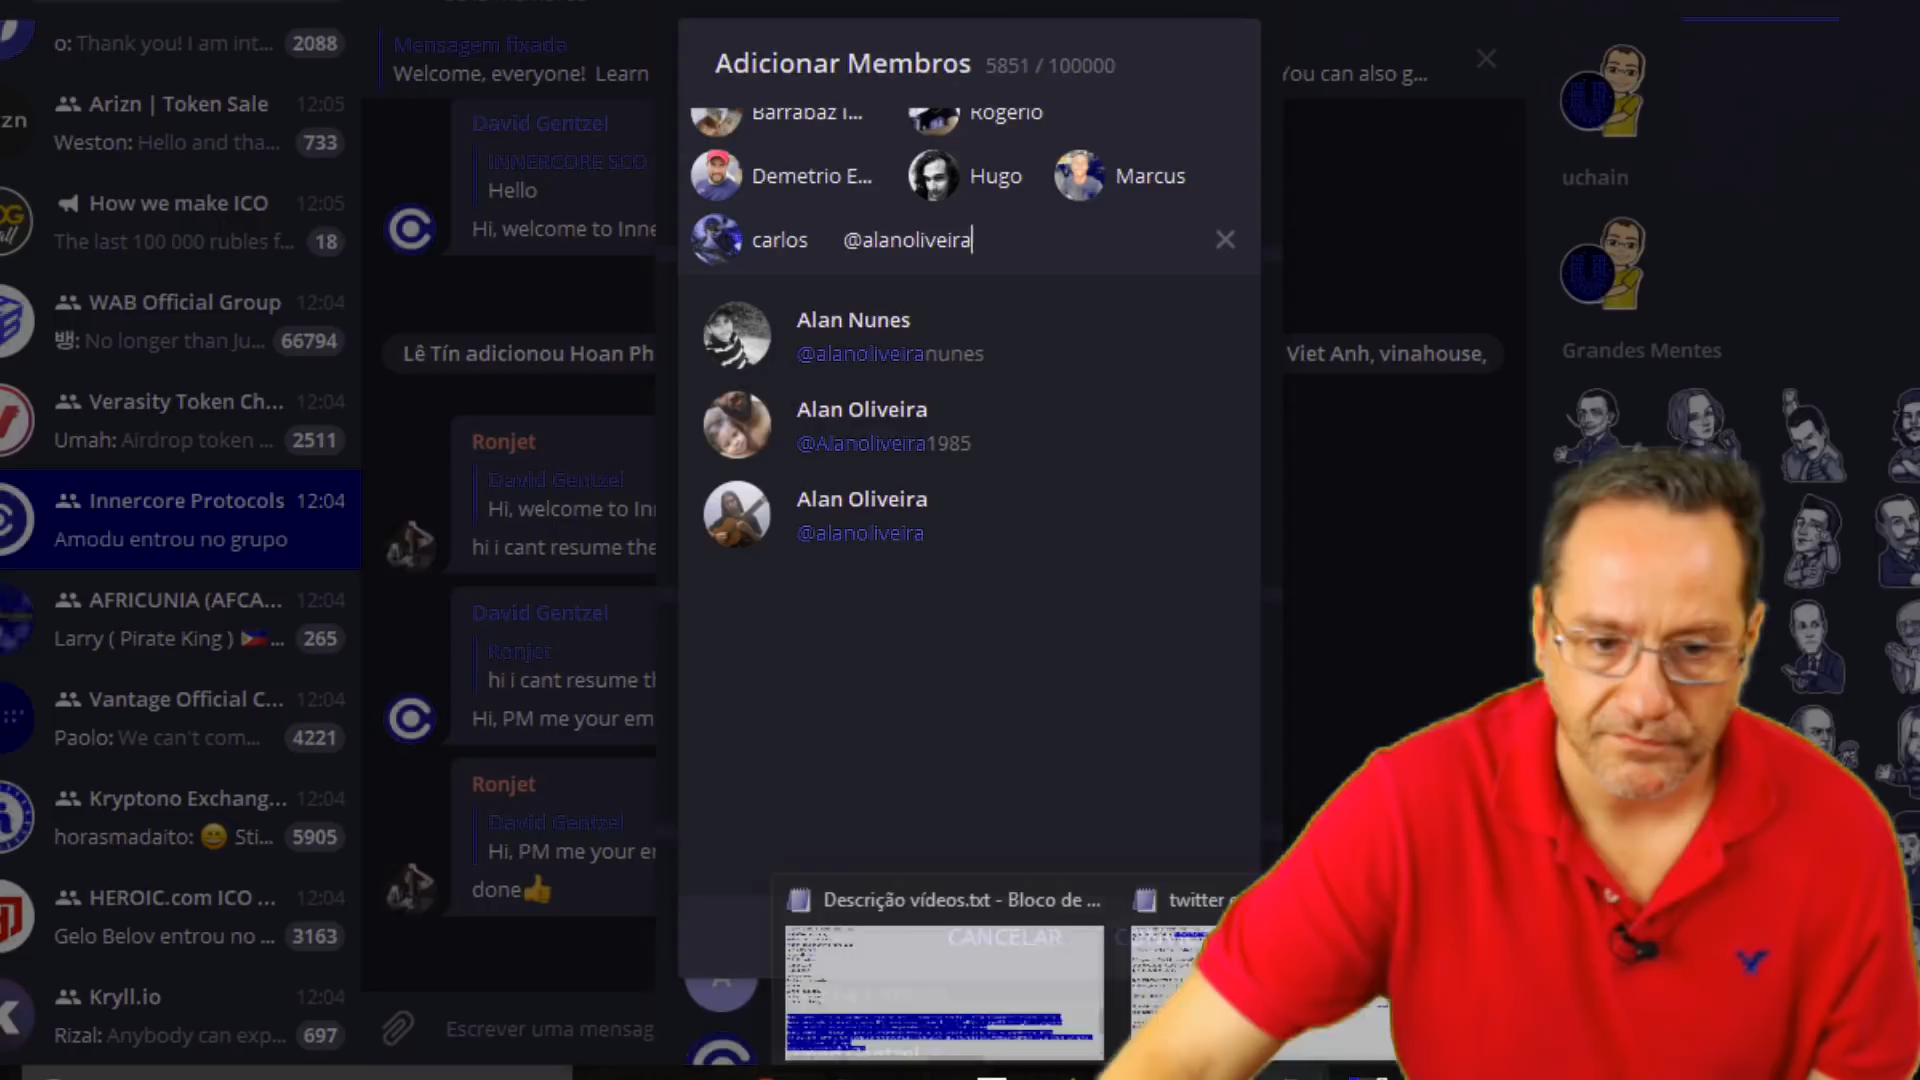 o: Thank you! I am int... 2088
Arizn | Token Sale 12:05
Weston: Hello and tha... 733
How we make ICO 12:05
The last 100 000 rubles f... 18
WAB Official Group 12:04
뱅: No longer than Ju... 66794
Verasity Token Ch... 12:04
Umah: Airdrop token ... 2511
Innercore Protocols 12:04
Amodu entrou no grupo
AFRICUNIA (AFCA... 12:04
Larry ( Pirate King ) 🇵🇭 ... 265
Vantage Official C... 12:04
Paolo: We can't com... 4221
Kryptono Exchang... 12:04
horasmadaito: 😄 Sti... 5905
HEROIC.com ICO ... 12:04
Gelo Belov entrou no ... 3163
Kryll.io 12:04
Rizal: Anybody can exp... 697
Mensagem fixada
Welcome, everyone! Learn
You can also g...
David Gentzel
INNERCORE SCO
Hello
Hi, welcome to Inne
Lê Tín adicionou Hoan Ph
Viet Anh, vinahouse,
Ronjet
David Gentzel
Hi, welcome to In
hi i cant resume the
David Gentzel
Ronjet
hi i cant resume th
Hi, PM me your em
Ronjet
David Gentzel
Hi, PM me your e
done👍
Escrever uma mensag
Adicionar Membros 5851 / 100000
Barrabaz I... Rogerio
Demetrio E... Hugo Marcus
carlos @alanoliveira
Alan Nunes
@alanoliveiranunes
Alan Oliveira
@Alanoliveira1985
Alan Oliveira
@alanoliveira
CANCELAR
Descrição vídeos.txt - Bloco de ...
twitter
uchain
Grandes Mentes